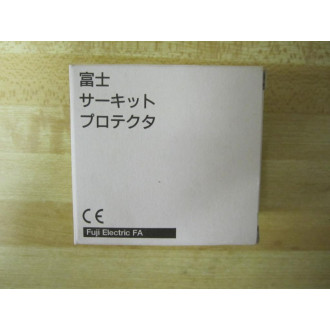 富士
サーキット
プロテクタ
CE
Fuji Electric FA